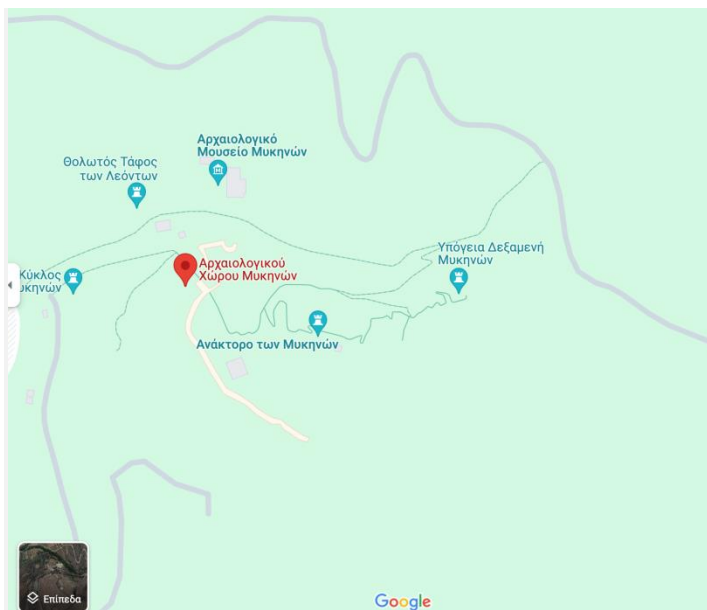 Αρχαιολογικό
Μουσείο Μυκηνών
Θολωτός Τάφος
των Λεόντων
Υπόγεια Δεξαμενή
Μυκηνών
Αρχαιολογικού
Χώρου Μυκηνών
Κύκλος
Ανάκτορο των Μυκηνών
Επίπεδα
Google